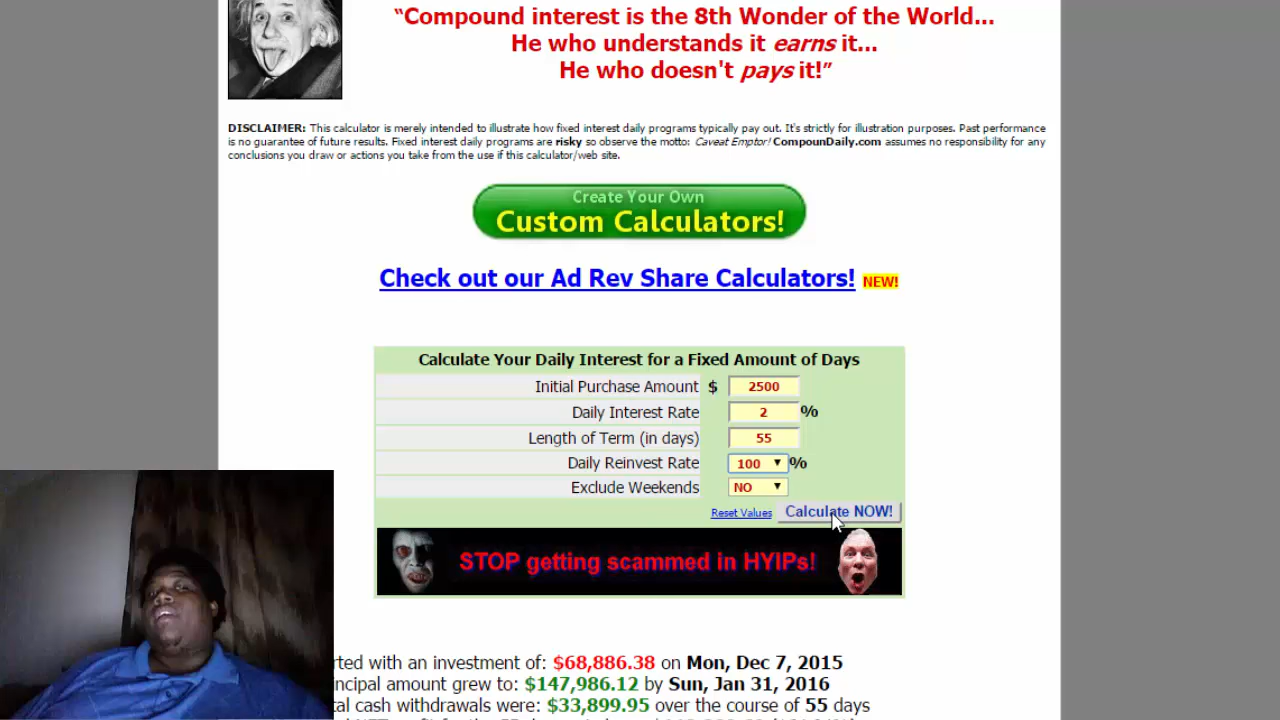 “Compound interest is the 8th Wonder of the World...
He who understands it earns it...
He who doesn't pays it!”
DISCLAIMER: This calculator is merely intended to illustrate how fixed interest daily programs typically pay out. It's strictly for illustration purposes. Past performance
is no guarantee of future results. Fixed interest daily programs are risky so observe the motto: Caveat Emptor! CompounDaily.com assumes no responsibility for any
conclusions you draw or actions you take from the use if this calculator/web site.
Create Your Own
Custom Calculators!
Check out our Ad Rev Share Calculators! NEW!
Calculate Your Daily Interest for a Fixed Amount of Days
Initial Purchase Amount $ 2500
Daily Interest Rate 2 %
Length of Term (in days) 55
Daily Reinvest Rate 100 %
Exclude Weekends NO
Reset Values Calculate NOW!
STOP getting scammed in HYIPs!
rted with an investment of: $68,886.38 on Mon, Dec 7, 2015
ncipal amount grew to: $147,986.12 by Sun, Jan 31, 2016
tal cash withdrawals were: $33,899.95 over the course of 55 days